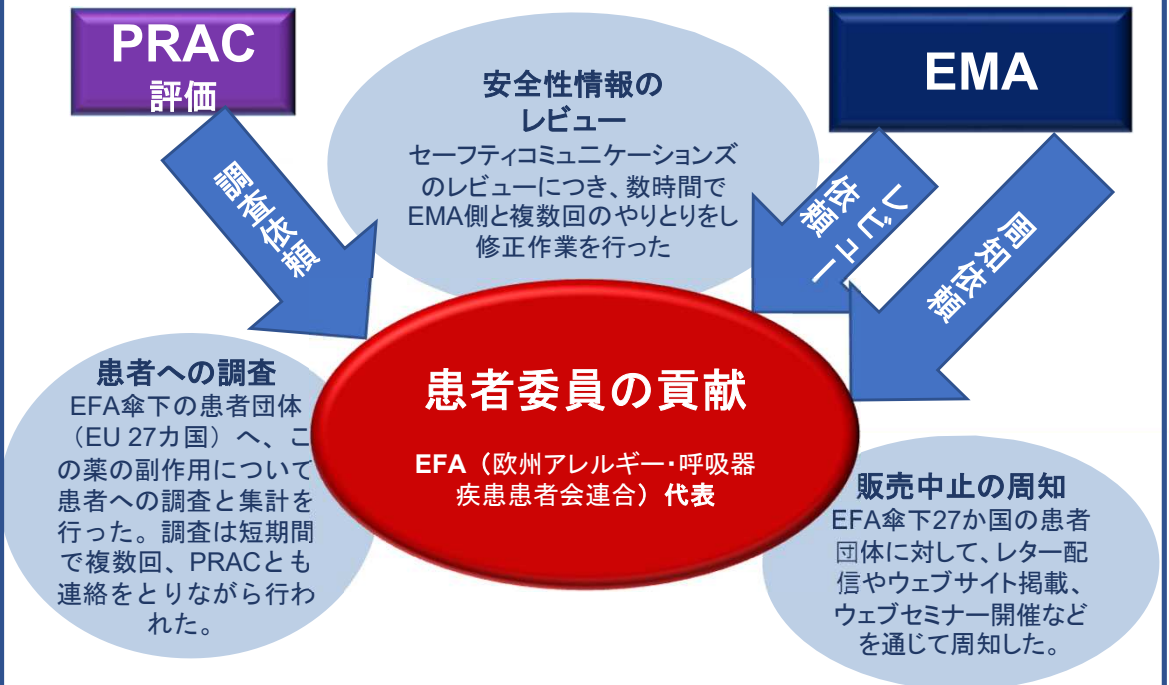 PRAC
評価
EMA
安全性情報の
レビュー
セーフティコミュニケーションズ
のレビューにつき、数時間で
EMA側と複数回のやりとりをし
修正作業を行った
調査依頼
レビュー
依頼
周知依頼
患者委員の貢献
EFA（欧州アレルギー・呼吸器
疾患患者会連合）代表
患者への調査
EFA傘下の患者団体
（EU 27カ国）へ、こ
の薬の副作用について
患者への調査と集計を
行った。調査は短期間
で複数回、PRACとも
連絡をとりながら行わ
れた。
販売中止の周知
EFA傘下27か国の患者
団体に対して、レター配
信やウェブサイト掲載、
ウェブセミナー開催など
を通じて周知した。